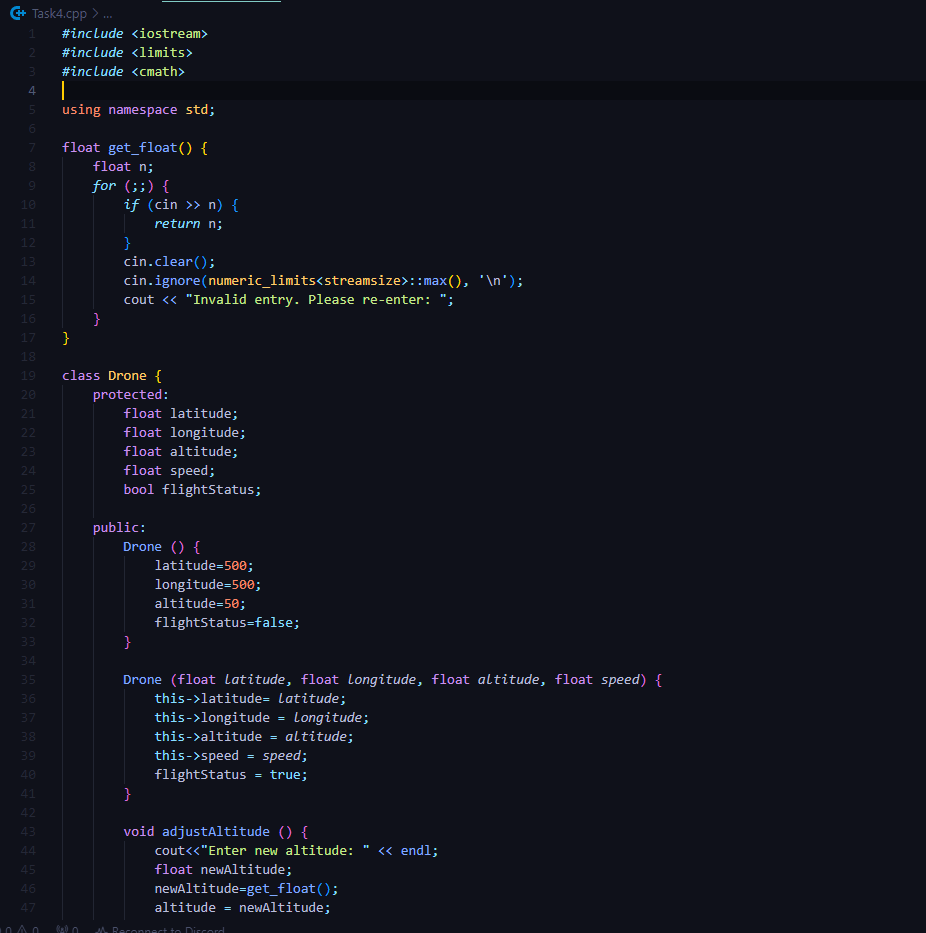 Task4.cpp > ...
1 #include <iostream>
2 #include <limits>
3 #include <cmath>
4
5 using namespace std;
6
7 float get_float() {
8     float n;
9     for (;;) {
10         if (cin >> n) {
11             return n;
12         }
13         cin.clear();
14         cin.ignore(numeric_limits<streamsize>::max(), '\n');
15         cout << "Invalid entry. Please re-enter: ";
16     }
17 }
18
19 class Drone {
20     protected:
21         float latitude;
22         float longitude;
23         float altitude;
24         float speed;
25         bool flightStatus;
26
27     public:
28         Drone () {
29             latitude=500;
30             longitude=500;
31             altitude=50;
32             flightStatus=false;
33         }
34
35         Drone (float latitude, float longitude, float altitude, float speed) {
36             this->latitude= latitude;
37             this->longitude = longitude;
38             this->altitude = altitude;
39             this->speed = speed;
40             flightStatus = true;
41         }
42
43         void adjustAltitude () {
44             cout<<"Enter new altitude: " << endl;
45             float newAltitude;
46             newAltitude=get_float();
47             altitude = newAltitude;
0 0 0 Reconnect to Discord